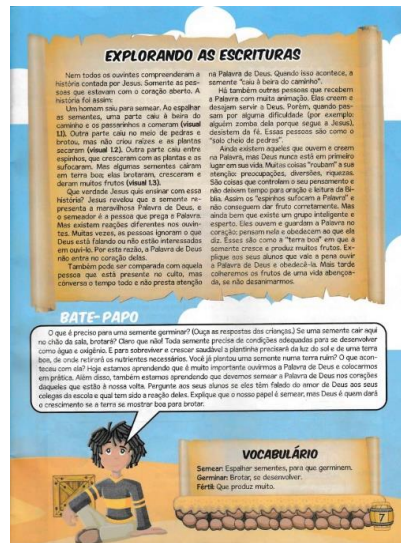 EXPLORANDO AS ESCRITURAS
Nem todos os ouvintes compreenderam a
história contada por Jesus. Somente as pes-
soas que estavam com o coração aberto. A
história foi assim:
Um homem saiu para semear. Ao espalhar
as sementes, uma parte caiu à beira do
caminho e os passarinhos a comeram (visual
1.1). Outra parte caiu no meio de pedras e
brotou, mas não criou raízes e as plantas
secaram (visual 1.2). Outra parte caiu entre
espinhos, que cresceram com as plantas e as
sufocaram. Mas algumas sementes caíram
em terra boa; elas brotaram, cresceram e
deram muitos frutos (visual 1.3).
Que verdade Jesus quis ensinar com essa
história? Jesus revelou que a semente re-
presenta a maravilhosa Palavra de Deus, e
o semeador é a pessoa que prega a Palavra.
Mas existem reações diferentes nos ouvin-
tes. Muitas vezes, as pessoas ignoram o que
Deus está falando ou não estão interessadas
em ouvi-lo. Por esta razão, a Palavra de Deus
não entra no coração delas.
Também pode ser comparada com aquela
pessoa que está presente no culto, mas
conversa o tempo todo e não presta atenção
na Palavra de Deus. Quando isso acontece, a
semente "caiu à beira do caminho".
Há também outras pessoas que recebem
a Palavra com muita animação. Elas creem e
desejam servir a Deus. Porém, quando pas-
sam por alguma dificuldade (por exemplo:
alguém zomba dela porque segue a Jesus),
desistem da fé. Essas pessoas são como o
"solo cheio de pedras".
Ainda existem aqueles que ouvem e creem
na Palavra, mas Deus nunca está em primeiro
lugar em sua vida. Muitas coisas "roubam" a sua
atenção: preocupações, diversões, riquezas.
São coisas que controlam o seu pensamento e
não deixam tempo para oração e leitura da Bí-
blia. Assim os "espinhos sufocam a Palavra" e
não conseguem dar fruto corretamente. Mas
ainda bem que existe um grupo inteligente e
esperto. Eles ouvem e guardam a Palavra no
coração; pensam nela e obedecem ao que ela
diz. Esses são como a "terra boa" em que a
semente cresce e produz muitos frutos. Ex-
plique aos seus alunos que vale a pena ouvir
a Palavra de Deus e obedecê-la. Mais tarde
colheremos os frutos de uma vida abençoa-
da, se não desanimarmos.
BATE-PAPO
O que é preciso para uma semente germinar? (Ouça as respostas das crianças.) Se uma semente cair aqui
no chão da sala, brotará? Claro que não! Toda semente precisa de condições adequadas para se desenvolver
como água e oxigênio. E para sobreviver e crescer saudável a plantinha precisará da luz do sol e de uma terra
boa, de onde retirará os nutrientes necessários. Você já plantou uma semente numa terra ruim? O que acon-
teceu com ela? Hoje estamos aprendendo que é muito importante ouvirmos a Palavra de Deus e colocarmos
em prática. Além disso, também estamos aprendendo que devemos semear a Palavra de Deus nos corações
daqueles que estão à nossa volta. Pergunte aos seus alunos se eles têm falado do amor de Deus aos seus
colegas da escola e qual tem sido a reação deles. Explique que o nosso papel é semear, mas Deus é quem dará
o crescimento se a terra se mostrar boa para brotar.
VOCABULÁRIO
Semear: Espalhar sementes, para que germinem.
Germinar: Brotar, se desenvolver.
Fértil: Que produz muito.
7